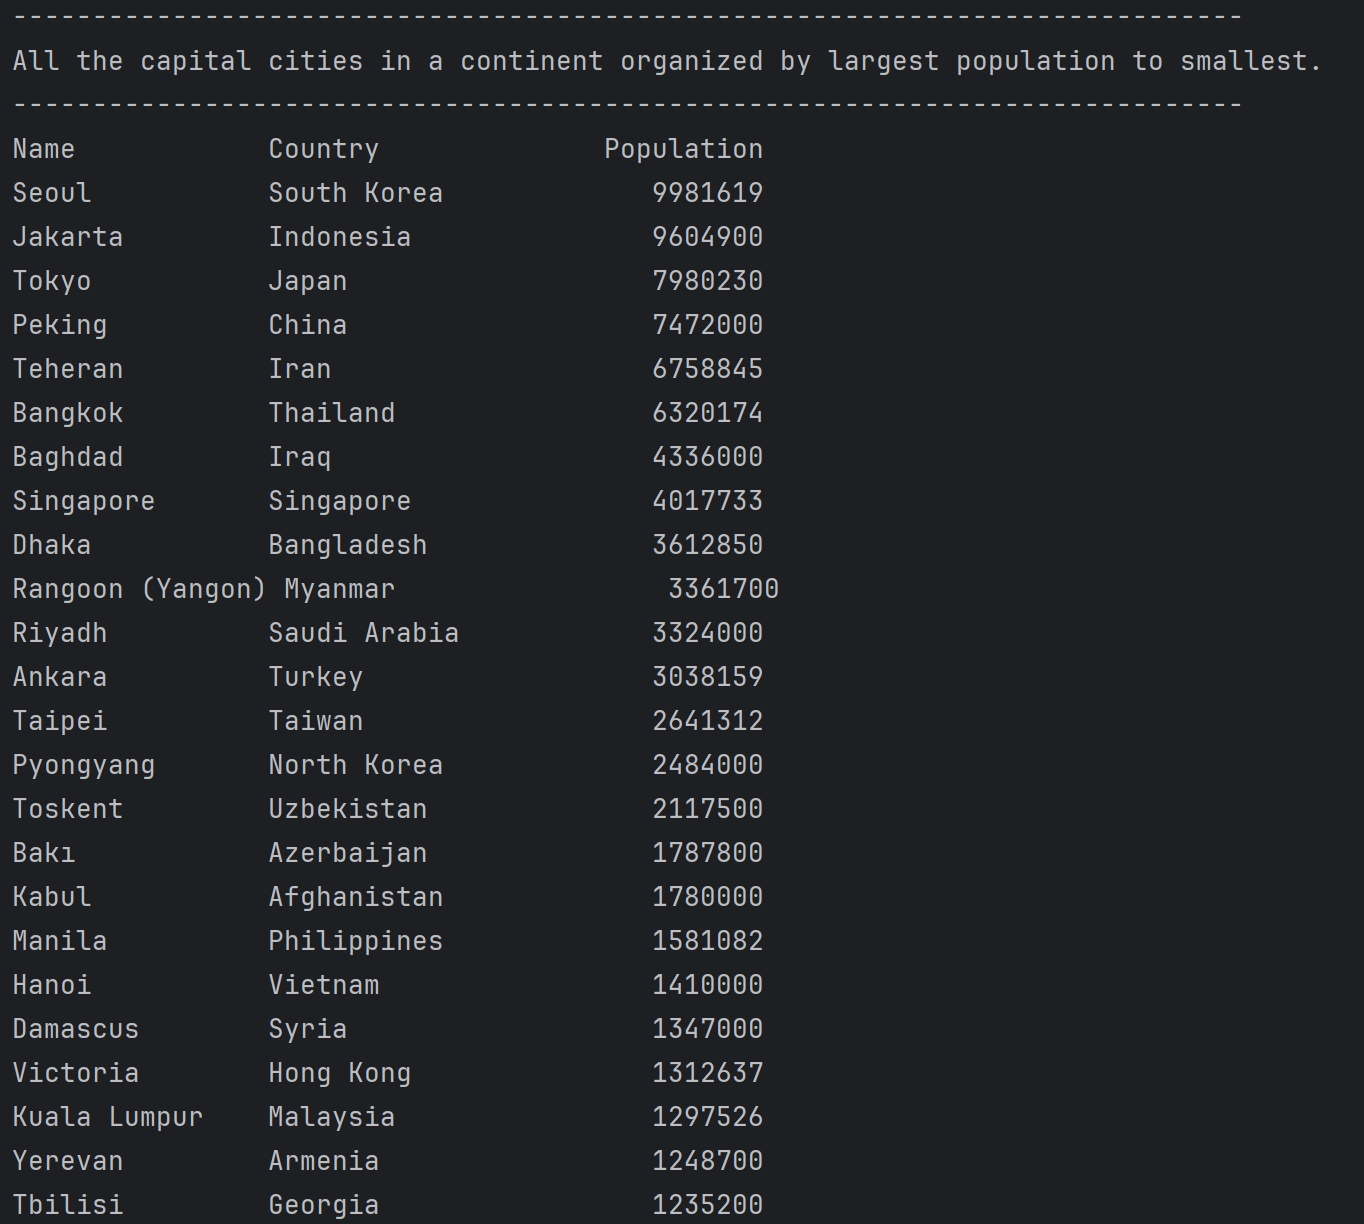 -----------------------------------------------------------------------------
All the capital cities in a continent organized by largest population to smallest.
-----------------------------------------------------------------------------
Name            Country              Population
Seoul           South Korea             9981619
Jakarta         Indonesia               9604900
Tokyo           Japan                   7980230
Peking          China                   7472000
Teheran         Iran                    6758845
Bangkok         Thailand                6320174
Baghdad         Iraq                    4336000
Singapore       Singapore               4017733
Dhaka           Bangladesh              3612850
Rangoon (Yangon) Myanmar                 3361700
Riyadh          Saudi Arabia            3324000
Ankara          Turkey                  3038159
Taipei          Taiwan                  2641312
Pyongyang       North Korea             2484000
Toskent         Uzbekistan              2117500
Bakı            Azerbaijan              1787800
Kabul           Afghanistan             1780000
Manila          Philippines             1581082
Hanoi           Vietnam                 1410000
Damascus        Syria                   1347000
Victoria        Hong Kong               1312637
Kuala Lumpur    Malaysia                1297526
Yerevan         Armenia                 1248700
Tbilisi         Georgia                 1235200